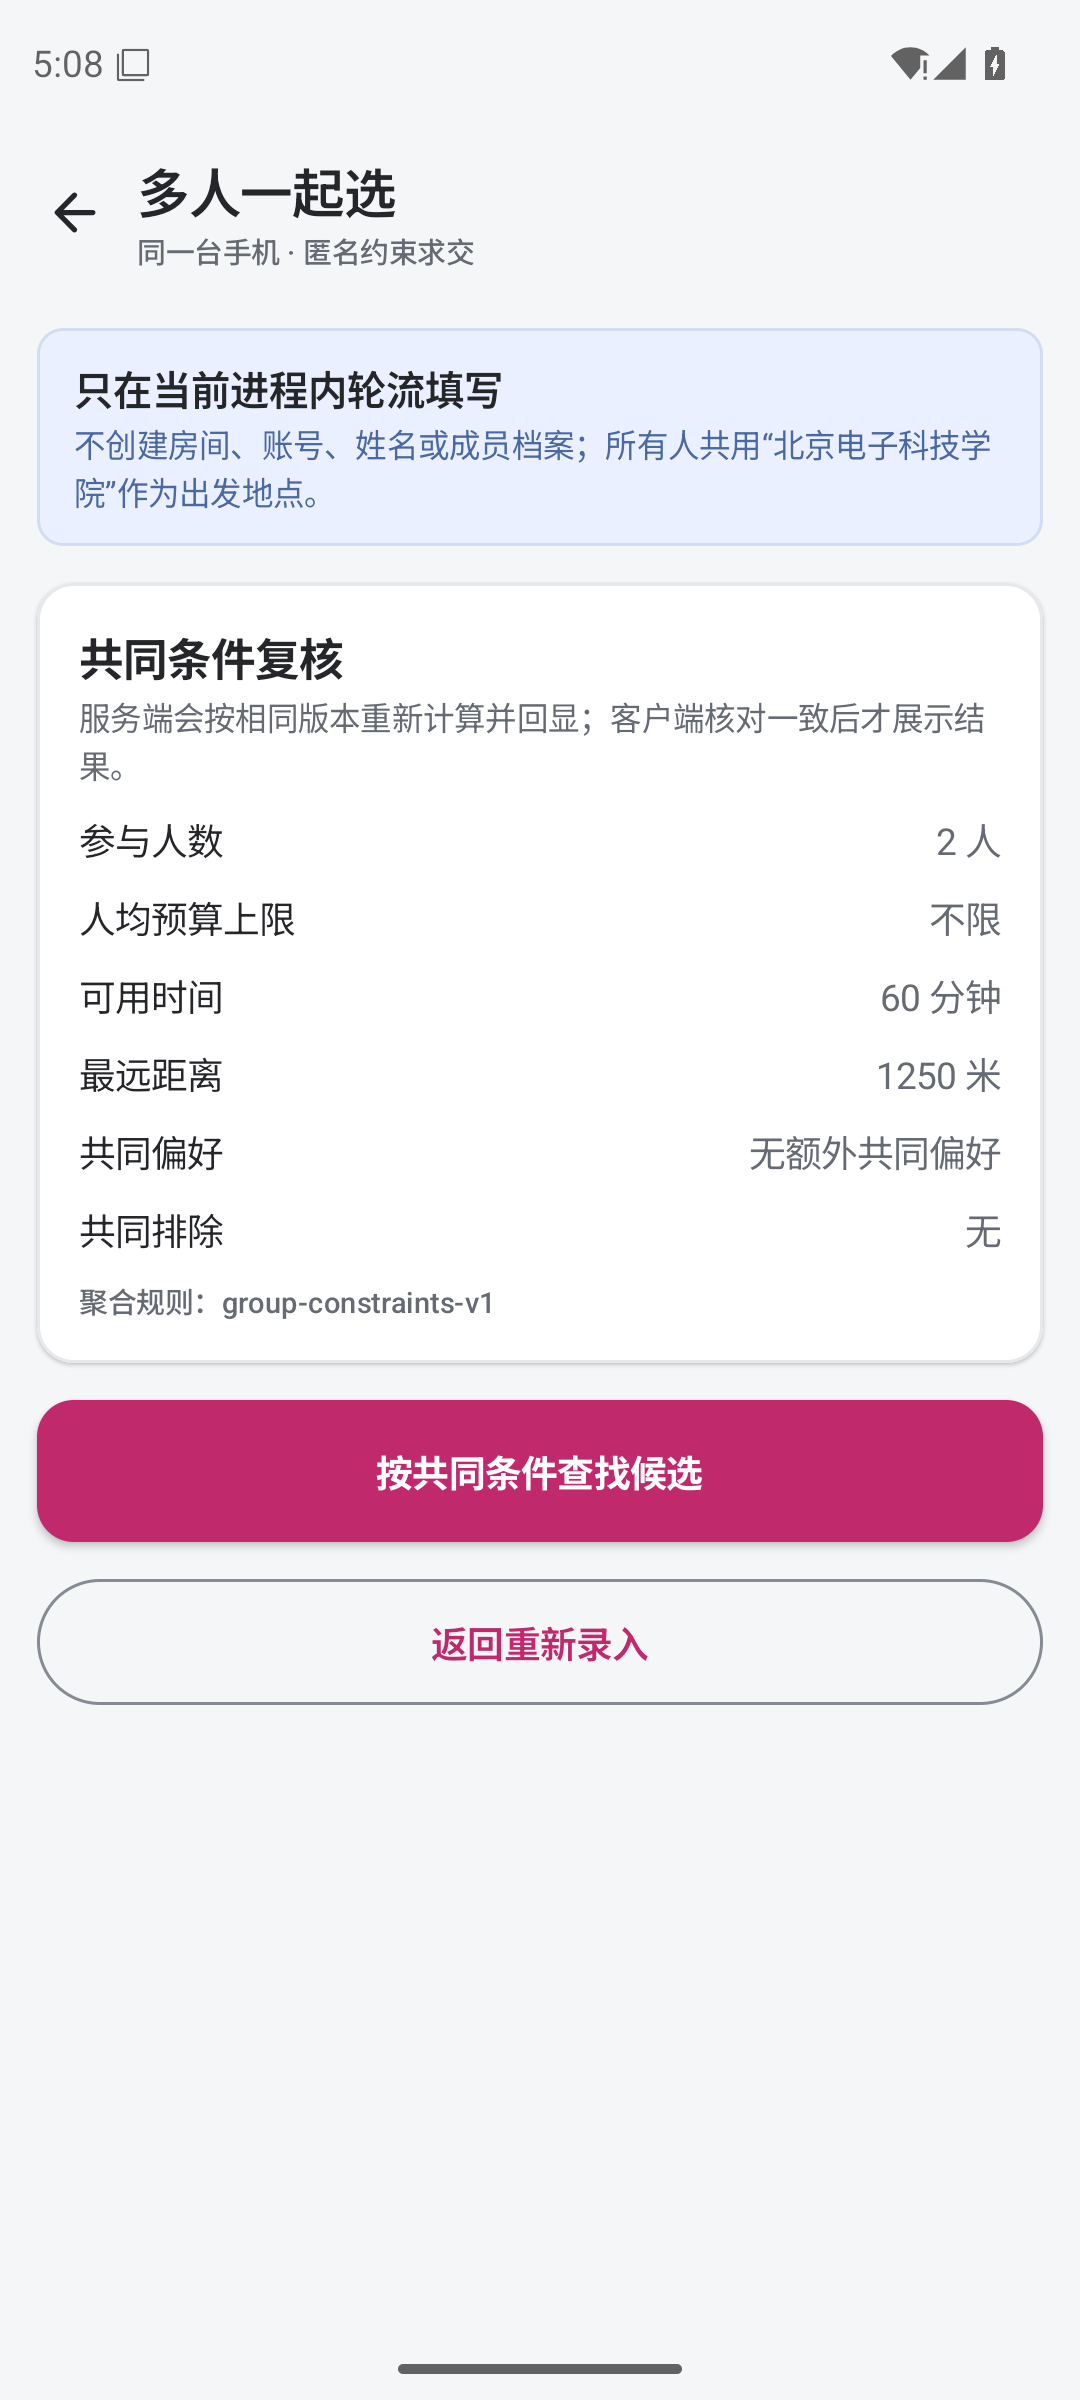 5:08
多人一起选
同一台手机 · 匿名约束求交
只在当前进程内轮流填写
不创建房间、账号、姓名或成员档案；所有人共用“北京电子科技学
院”作为出发地点。
共同条件复核
服务端会按相同版本重新计算并回显；客户端核对一致后才展示结
果。
参与人数 2 人
人均预算上限 不限
可用时间 60 分钟
最远距离 1250 米
共同偏好 无额外共同偏好
共同排除 无
聚合规则：group-constraints-v1
按共同条件查找候选
返回重新录入